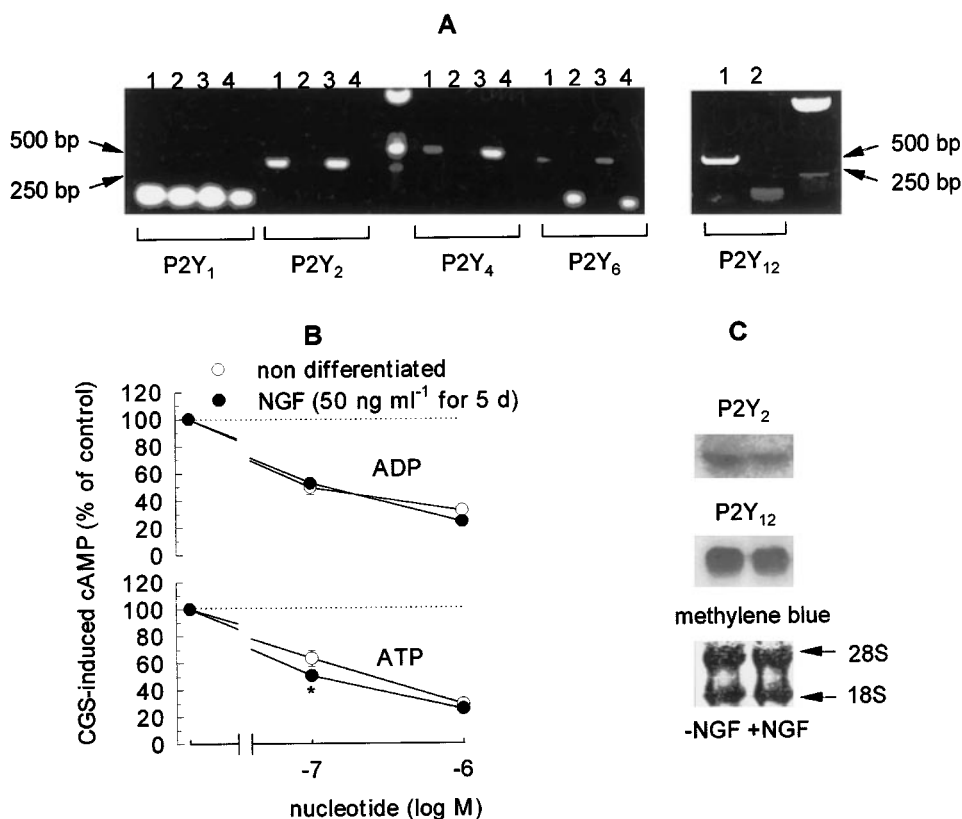 A
1 2 3 4 1 2 3 4 1 2 3 4 1 2 3 4 1 2
500 bp
250 bp
500 bp
250 bp
P2Y₁ P2Y₂ P2Y₄ P2Y₆ P2Y₁₂
B
non differentiated
NGF (50 ng ml⁻¹ for 5 d)
CGS-induced cAMP (% of control)
120
100
80
60
40
20
0
ADP
120
100
80
60
40
20
0
ATP
*
-7 -6
nucleotide (log M)
C
P2Y₂
P2Y₁₂
methylene blue
28S
18S
-NGF +NGF